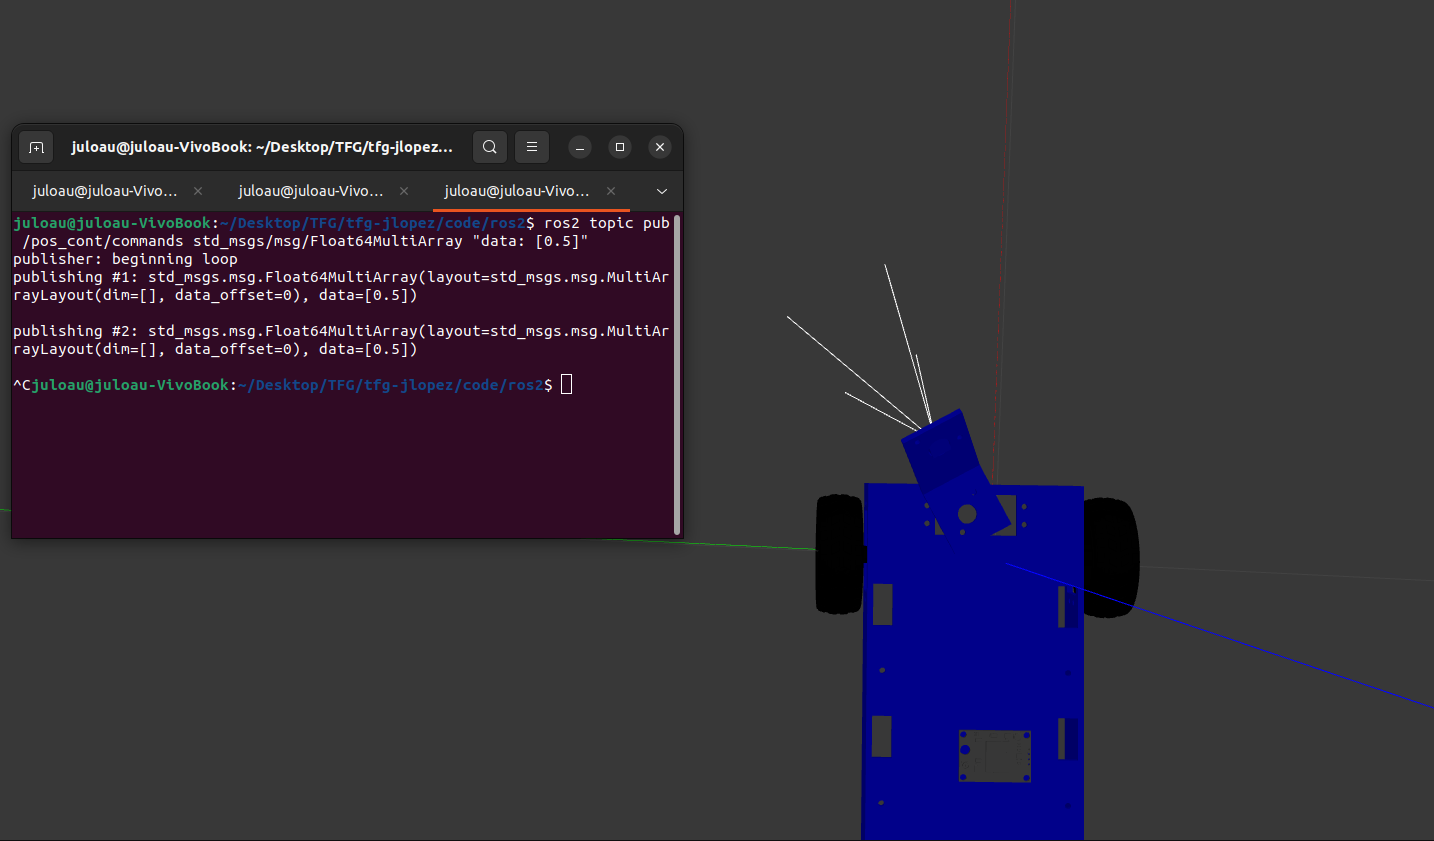 juloau@juloau-VivoBook: ~/Desktop/TFG/tfg-jlopez...
juloau@juloau-Vivo...
juloau@juloau-Vivo...
juloau@juloau-Vivo...
juloau@juloau-VivoBook:~/Desktop/TFG/tfg-jlopez/code/ros2$ ros2 topic pub
/pos_cont/commands std_msgs/msg/Float64MultiArray "data: [0.5]"
publisher: beginning loop
publishing #1: std_msgs.msg.Float64MultiArray(layout=std_msgs.msg.MultiAr
rayLayout(dim=[], data_offset=0), data=[0.5])
publishing #2: std_msgs.msg.Float64MultiArray(layout=std_msgs.msg.MultiAr
rayLayout(dim=[], data_offset=0), data=[0.5])
^Cjuloau@juloau-VivoBook:~/Desktop/TFG/tfg-jlopez/code/ros2$